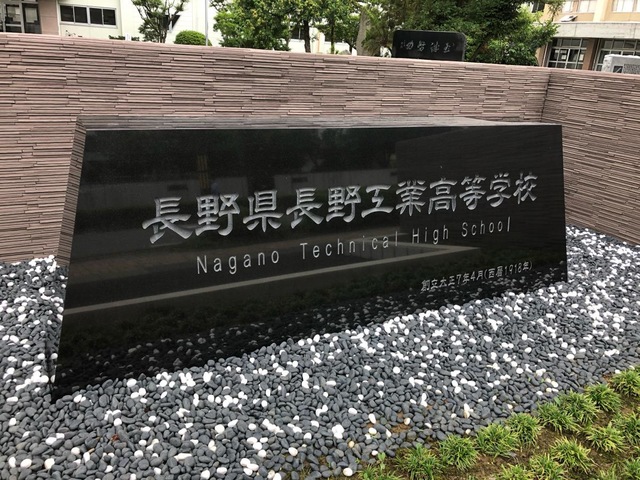 長野県長野工業高等学校
Nagano Technical High School
創立大正7年4月(西暦1918年)